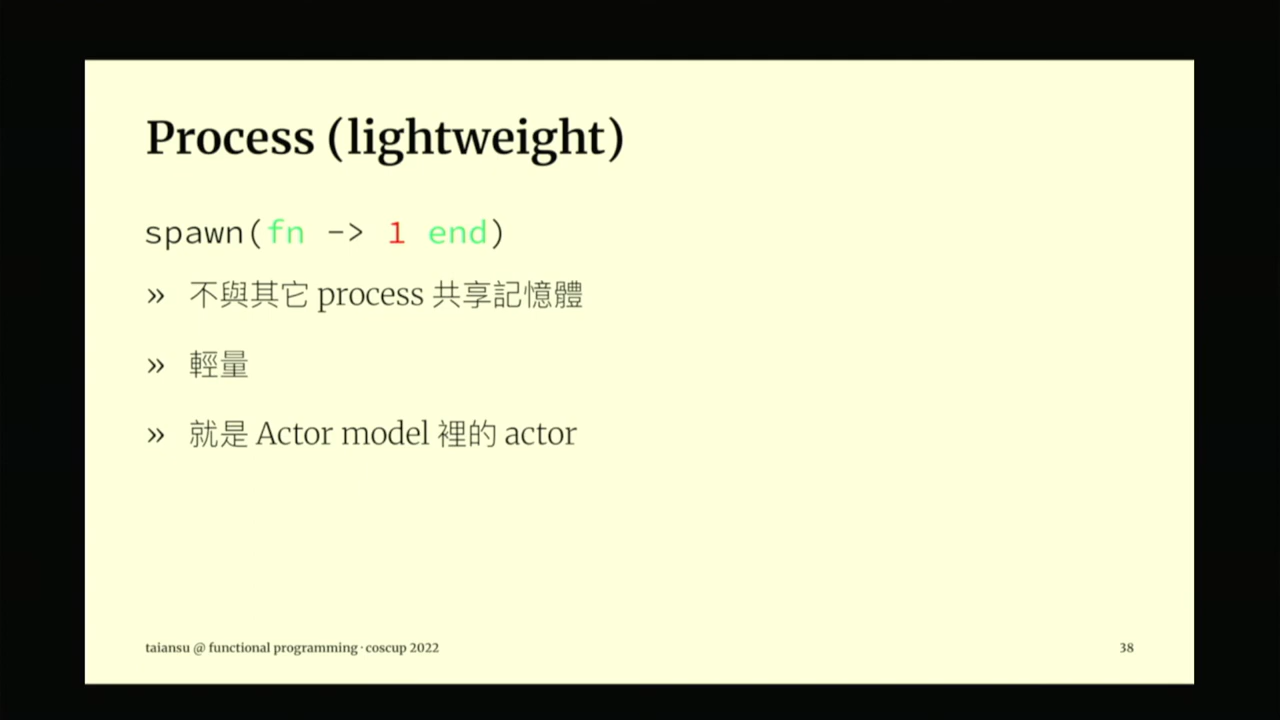 Process (lightweight)
spawn(fn -> 1 end)
» 不與其它 process 共享記憶體
» 輕量
» 就是 Actor model 裡的 actor
taiansu @ functional programming · coscup 2022
38